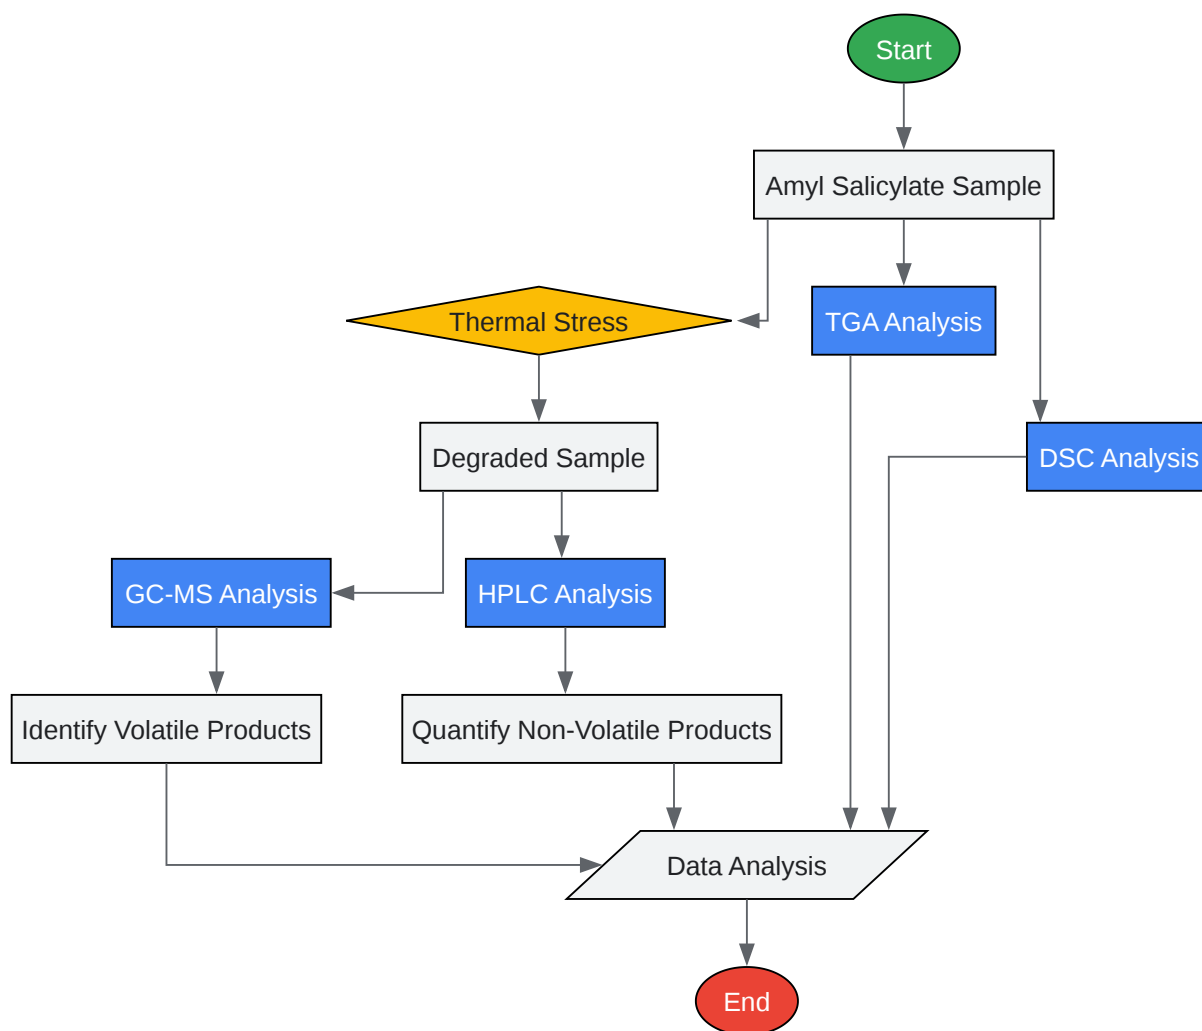 Start
Amyl Salicylate Sample
Thermal Stress
TGA Analysis
Degraded Sample
DSC Analysis
GC-MS Analysis
HPLC Analysis
Identify Volatile Products
Quantify Non-Volatile Products
Data Analysis
End